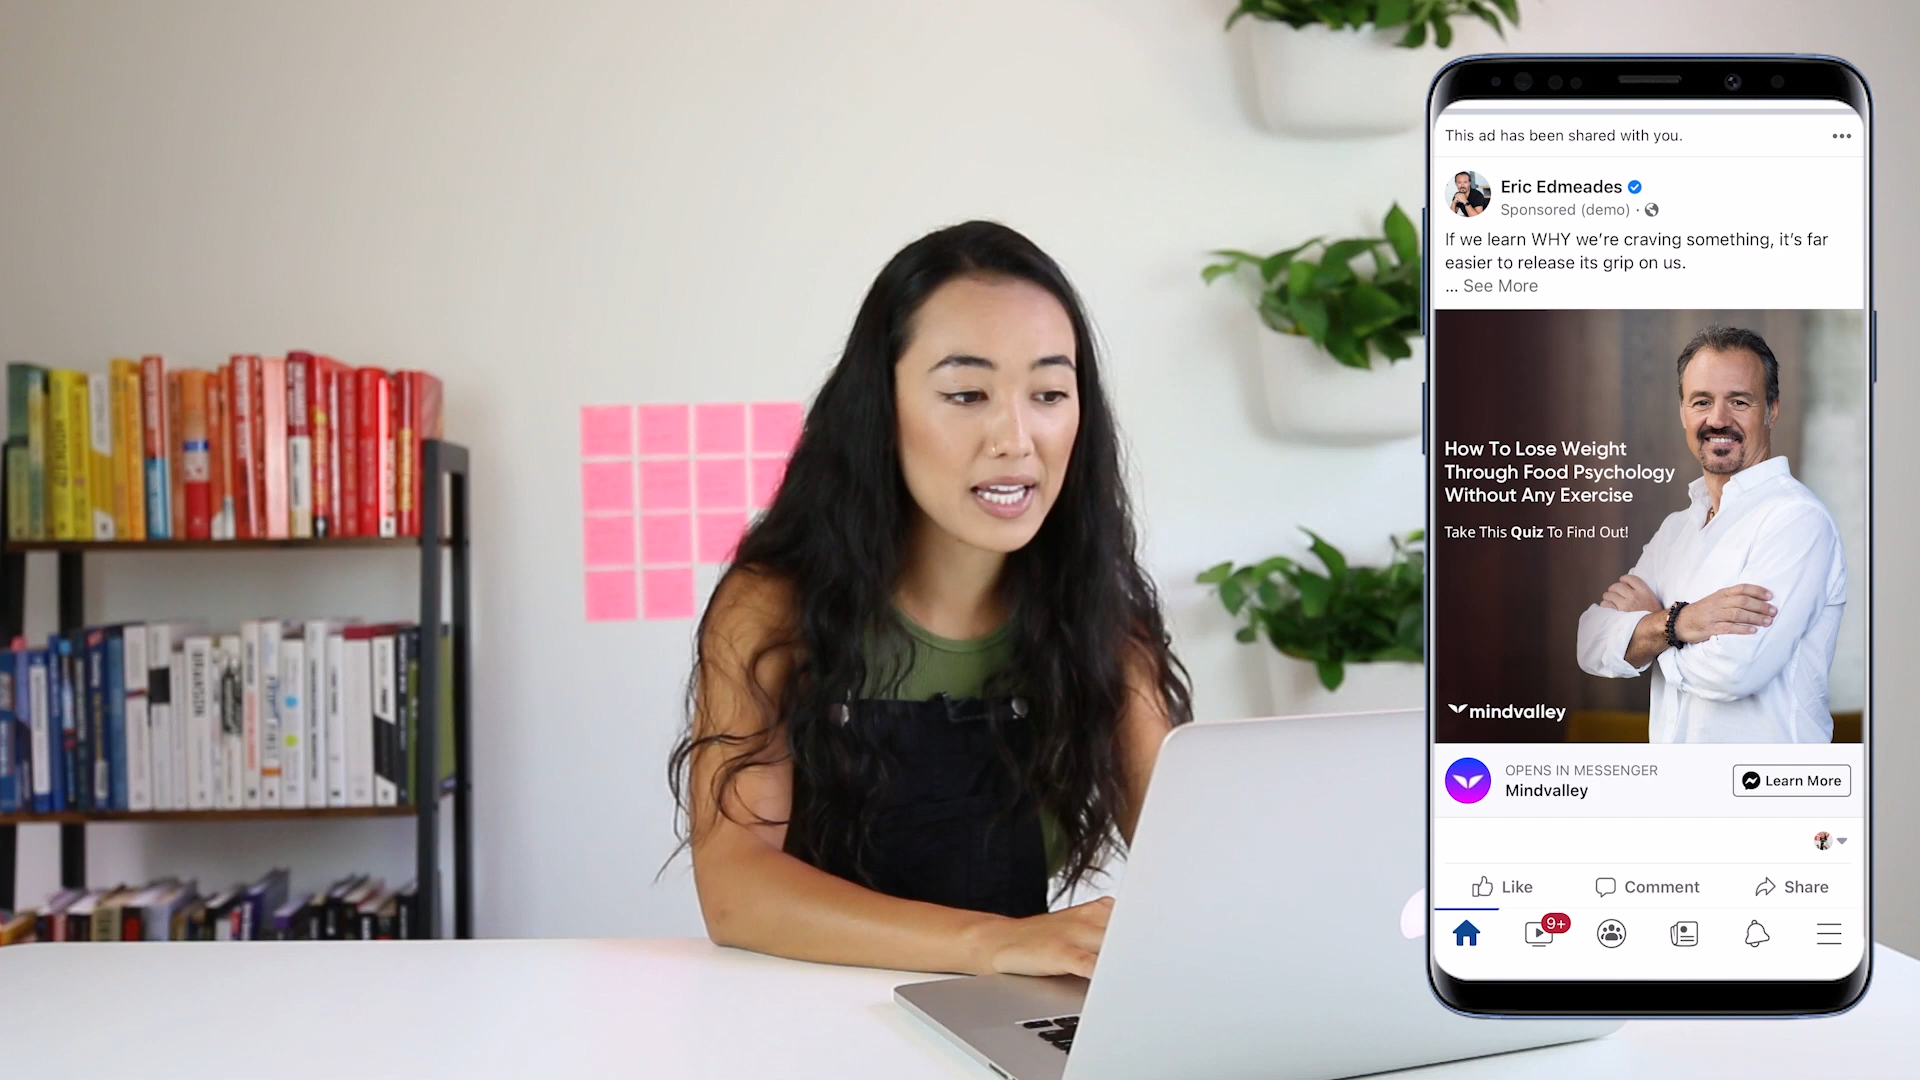 This ad has been shared with you.
Eric Edmeades
Sponsored (demo) ·
If we learn WHY we're craving something, it's far
easier to release its grip on us.
... See More
How To Lose Weight
Through Food Psychology
Without Any Exercise
Take This Quiz To Find Out!
mindvalley
OPENS IN MESSENGER
Mindvalley
Learn More
Like
Comment
Share
9+